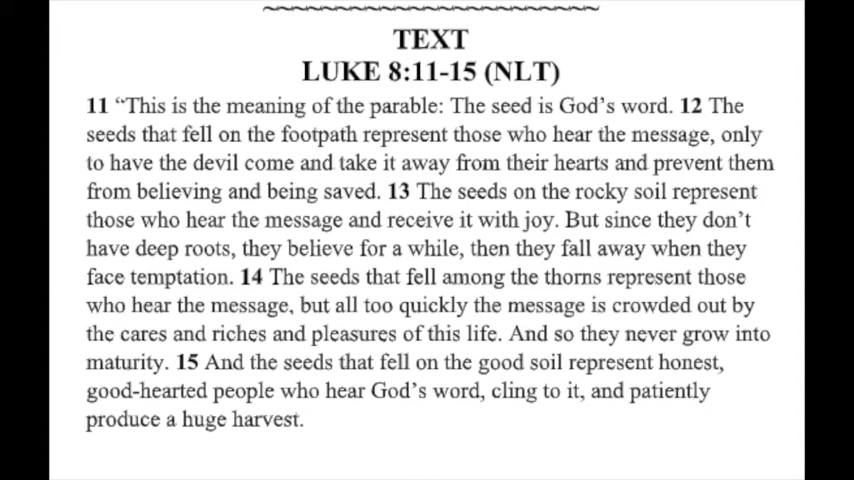 TEXT
LUKE 8:11-15 (NLT)
11 “This is the meaning of the parable: The seed is God’s word. 12 The
seeds that fell on the footpath represent those who hear the message, only
to have the devil come and take it away from their hearts and prevent them
from believing and being saved. 13 The seeds on the rocky soil represent
those who hear the message and receive it with joy. But since they don’t
have deep roots, they believe for a while, then they fall away when they
face temptation. 14 The seeds that fell among the thorns represent those
who hear the message, but all too quickly the message is crowded out by
the cares and riches and pleasures of this life. And so they never grow into
maturity. 15 And the seeds that fell on the good soil represent honest,
good-hearted people who hear God’s word, cling to it, and patiently
produce a huge harvest.